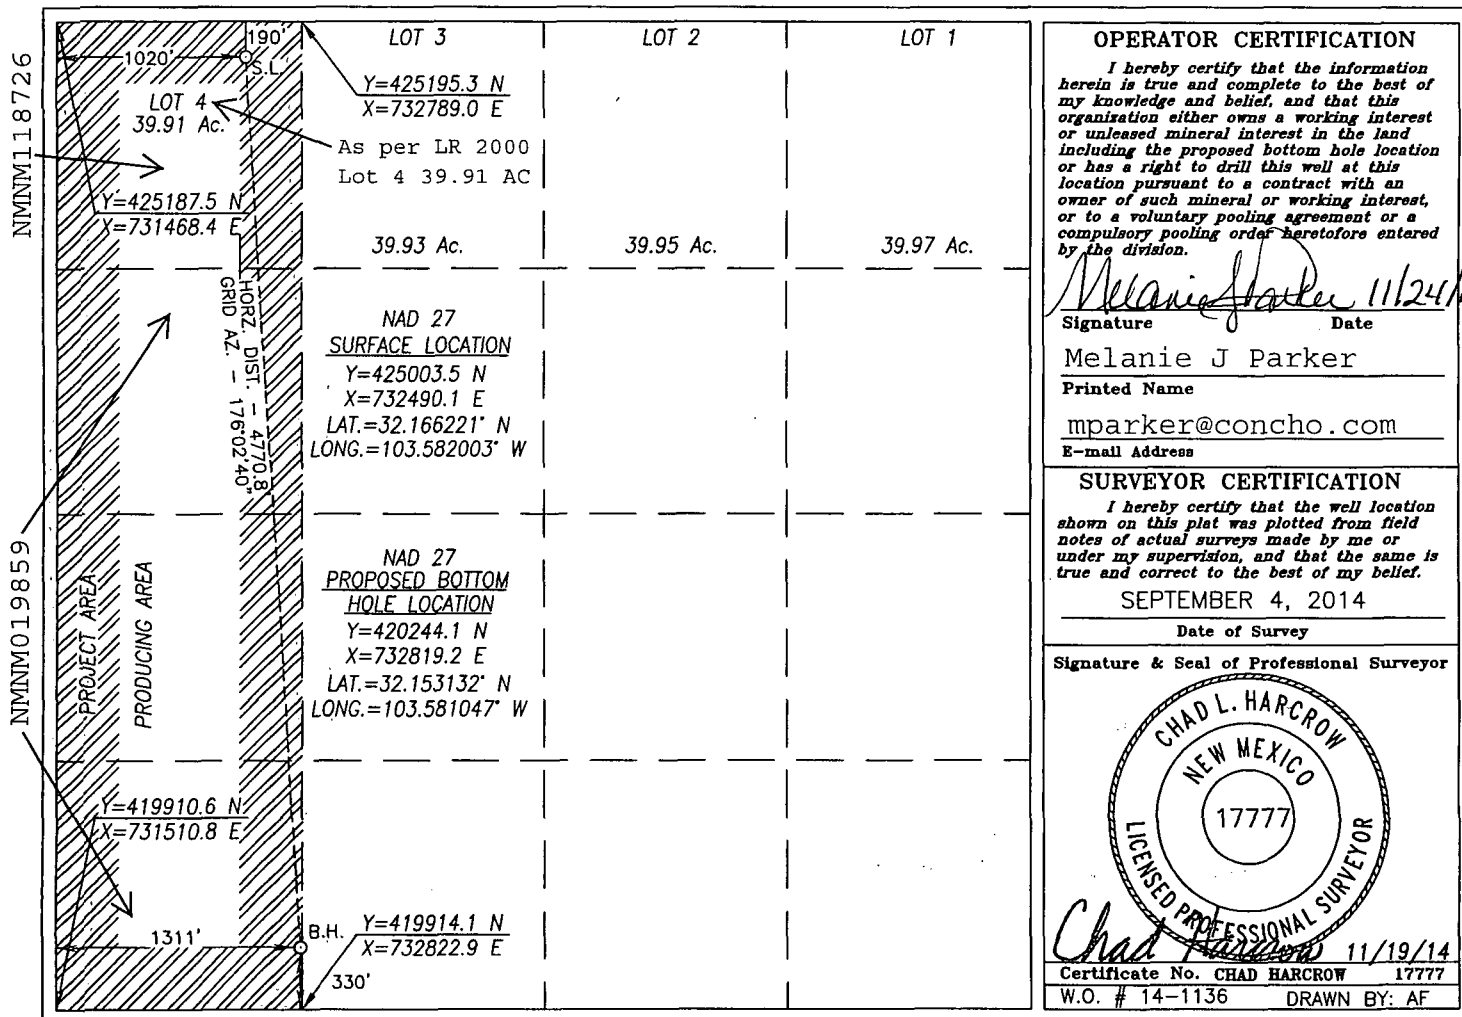 NMNM118726
NMNM019859
190'
1020'
S.L.
LOT 4
39.91 Ac.
LOT 3
LOT 2
LOT 1
Y=425195.3 N
X=732789.0 E
As per LR 2000
Lot 4 39.91 AC
Y=425187.5 N
X=731468.4 E
39.93 Ac.
39.95 Ac.
39.97 Ac.
HORZ. DIST. - 4770.8'
GRID AZ. - 176°02'40"
NAD 27
SURFACE LOCATION
Y=425003.5 N
X=732490.1 E
LAT.=32.166221° N
LONG.=103.582003° W
PROJECT AREA
PRODUCING AREA
NAD 27
PROPOSED BOTTOM
HOLE LOCATION
Y=420244.1 N
X=732819.2 E
LAT.=32.153132° N
LONG.=103.581047° W
Y=419910.6 N
X=731510.8 E
1311'
B.H.
Y=419914.1 N
X=732822.9 E
330'
OPERATOR CERTIFICATION
I hereby certify that the information
herein is true and complete to the best of
my knowledge and belief, and that this
organization either owns a working interest
or unleased mineral interest in the land
including the proposed bottom hole location
or has a right to drill this well at this
location pursuant to a contract with an
owner of such mineral or working interest,
or to a voluntary pooling agreement or a
compulsory pooling order heretofore entered
by the division.
Melanie J Parker 11/24/
Signature Date
Melanie J Parker
Printed Name
mparker@concho.com
E-mail Address
SURVEYOR CERTIFICATION
I hereby certify that the well location
shown on this plat was plotted from field
notes of actual surveys made by me or
under my supervision, and that the same is
true and correct to the best of my belief.
SEPTEMBER 4, 2014
Date of Survey
Signature & Seal of Professional Surveyor
CHAD L. HARCROW
NEW MEXICO
17777
LICENSED PROFESSIONAL SURVEYOR
Chad Harcrow 11/19/14
Certificate No. CHAD HARCROW 17777
W.O. # 14-1136 DRAWN BY: AF